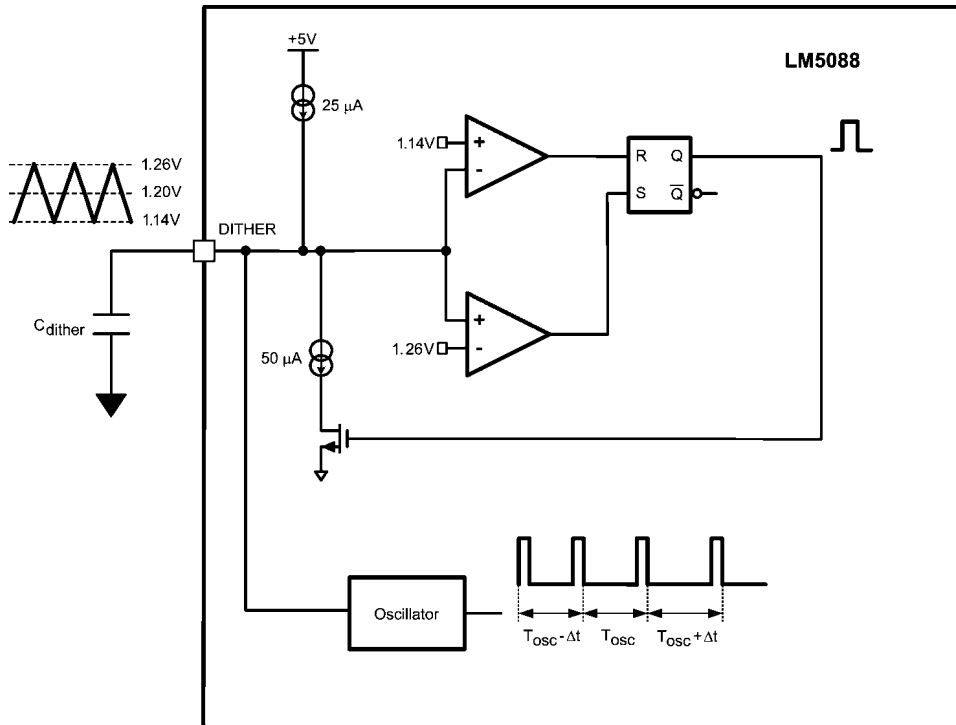 LM5088
+5V
25 μA
1.14V
+
-
R Q
S Q̅
1.26V
1.20V
1.14V
DITHER
C dither
50 μA
+
1.26V
-
Oscillator
T OSC -Δt
T OSC
T OSC +Δt